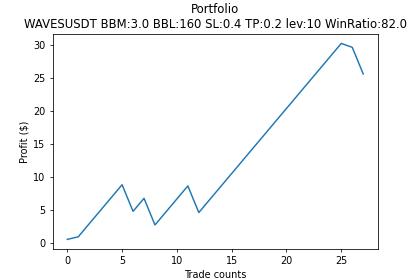 Portfolio
WAVESUSDT BBM:3.0 BBL:160 SL:0.4 TP:0.2 lev:10 WinRatio:82.0
30
25
20
15
10
5
0
Profit ($)
0 5 10 15 20 25
Trade counts